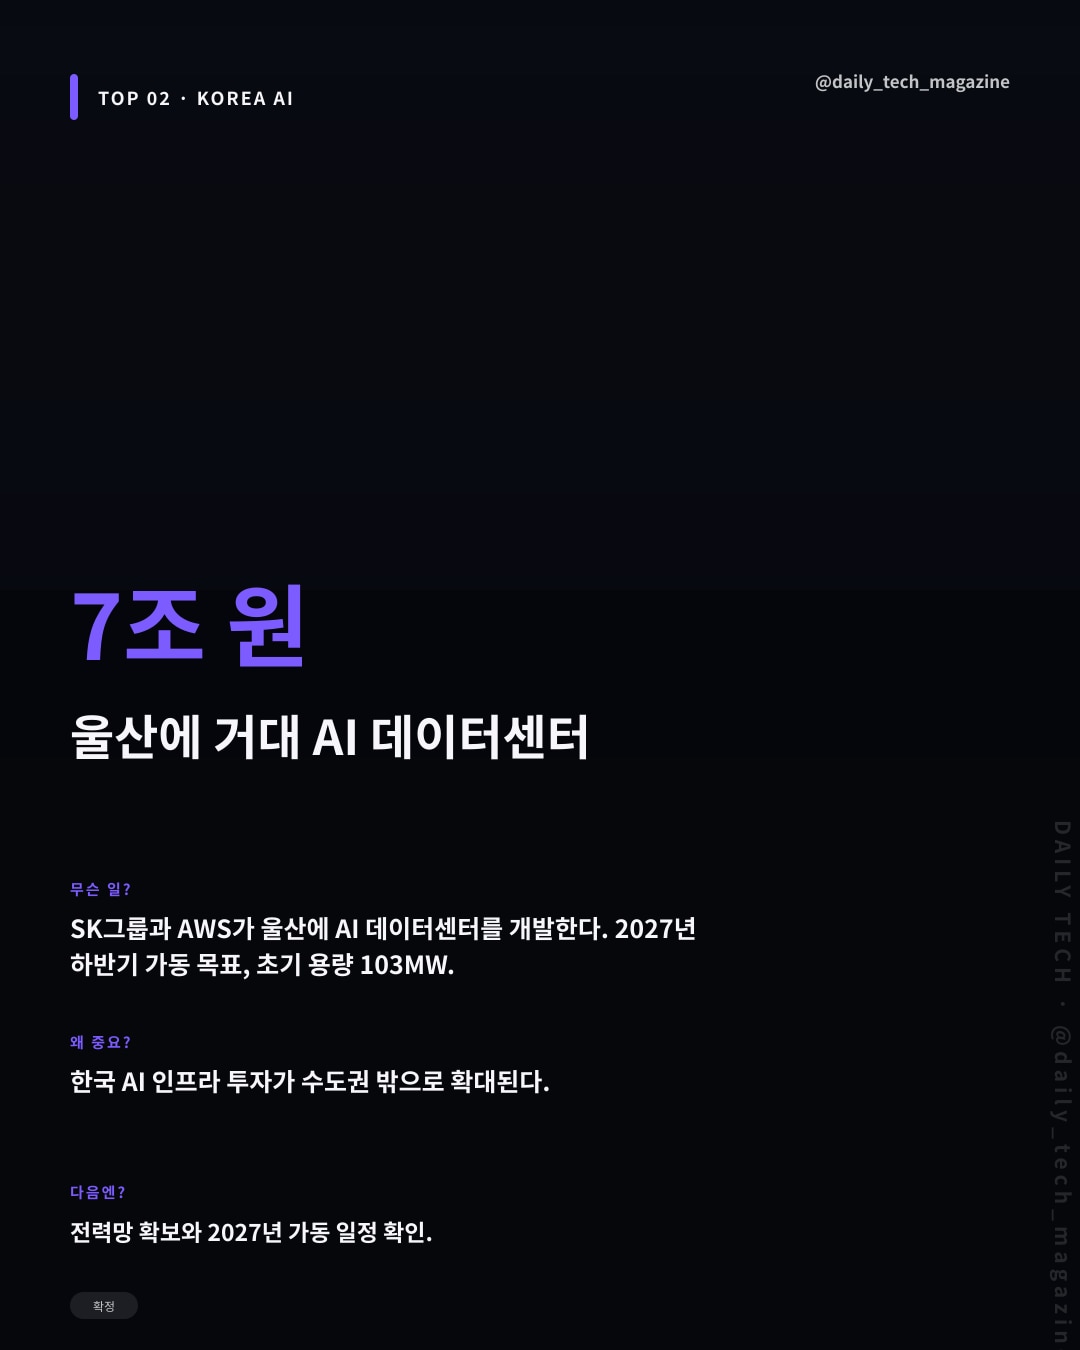 TOP 02 · KOREA AI
@daily_tech_magazine
7조 원
울산에 거대 AI 데이터센터
무슨 일?
SK그룹과 AWS가 울산에 AI 데이터센터를 개발한다. 2027년
하반기 가동 목표, 초기 용량 103MW.
왜 중요?
한국 AI 인프라 투자가 수도권 밖으로 확대된다.
다음엔?
전력망 확보와 2027년 가동 일정 확인.
확정
DAILY TECH · @daily_tech_magazin